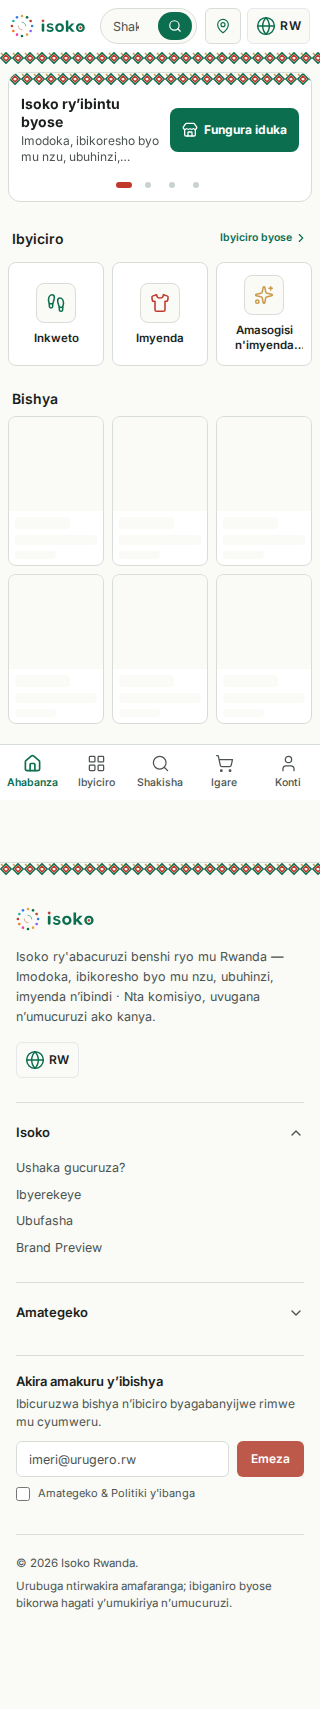 isoko
Shak
RW
Isoko ry’ibintu
byose
Imodoka, ibikoresho byo
mu nzu, ubuhinzi,...
Fungura iduka
Ibyiciro
Ibyiciro byose
Inkweto
Imyenda
Amasogisi
n'imyenda...
Bishya
Ahabanza
Ibyiciro
Shakisha
Igare
Konti
isoko
Isoko ry'abacuruzi benshi ryo mu Rwanda —
Imodoka, ibikoresho byo mu nzu, ubuhinzi,
imyenda n’ibindi · Nta komisiyo, uvugana
n’umucuruzi ako kanya.
RW
Isoko
Ushaka gucuruza?
Ibyerekeye
Ubufasha
Brand Preview
Amategeko
Akira amakuru y’ibishya
Ibicuruzwa bishya n’ibiciro byagabanyijwe rimwe
mu cyumweru.
imeri@urugero.rw
Emeza
Amategeko & Politiki y'ibanga
© 2026 Isoko Rwanda.
Urubuga ntirwakira amafaranga; ibiganiro byose
bikorwa hagati y’umukiriya n’umucuruzi.